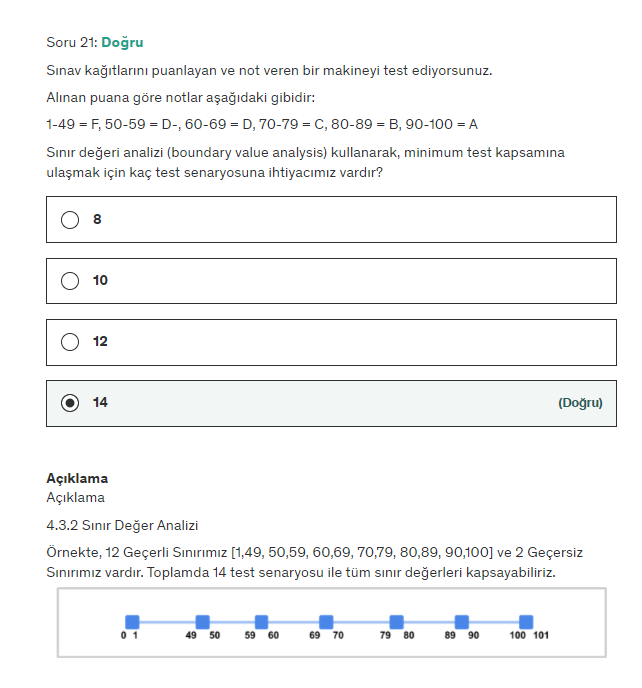 Soru 21: Doğru
Sınav kağıtlarını puanlayan ve not veren bir makineyi test ediyorsunuz.
Alınan puana göre notlar aşağıdaki gibidir:
1-49 = F, 50-59 = D-, 60-69 = D, 70-79 = C, 80-89 = B, 90-100 = A
Sınır değeri analizi (boundary value analysis) kullanarak, minimum test kapsamına
ulaşmak için kaç test senaryosuna ihtiyacımız vardır?
8
10
12
14 (Doğru)
Açıklama
Açıklama
4.3.2 Sınır Değer Analizi
Örnekte, 12 Geçerli Sınırımız [1,49, 50,59, 60,69, 70,79, 80,89, 90,100] ve 2 Geçersiz
Sınırımız vardır. Toplamda 14 test senaryosu ile tüm sınır değerleri kapsayabiliriz.
0 1 49 50 59 60 69 70 79 80 89 90 100 101